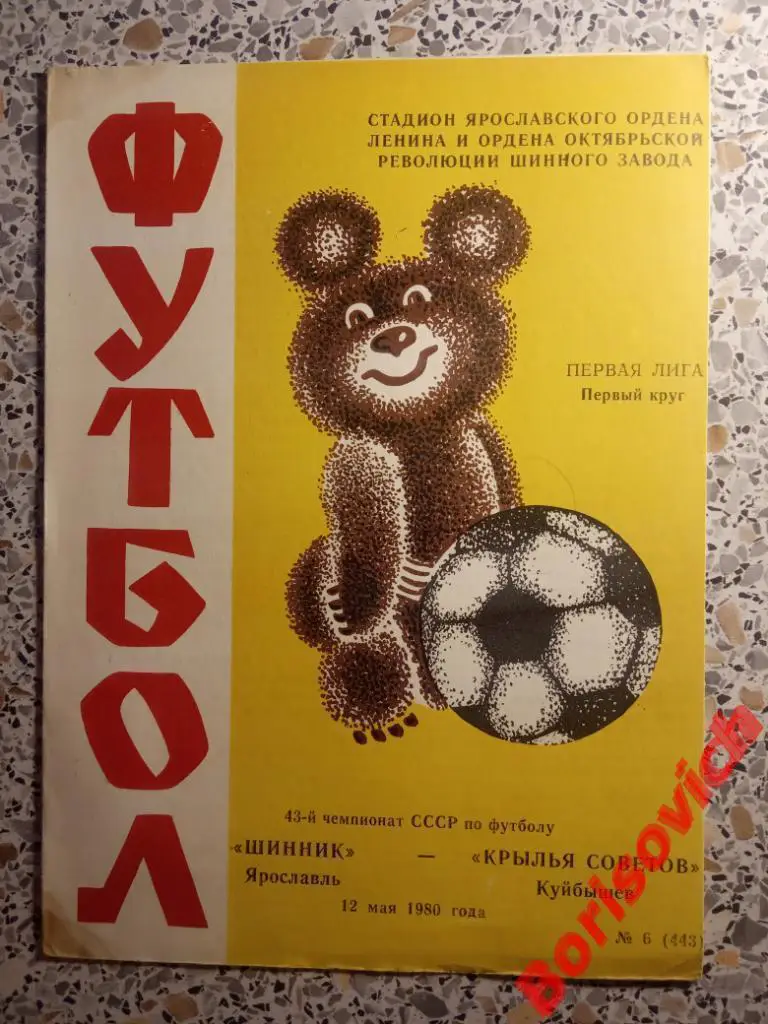 ФУТБОЛ
СТАДИОН ЯРОСЛАВСКОГО ОРДЕНА
ЛЕНИНА И ОРДЕНА ОКТЯБРЬСКОЙ
РЕВОЛЮЦИИ ШИННОГО ЗАВОДА
ПЕРВАЯ ЛИГА
Первый круг
43-й чемпионат СССР по футболу
«ШИННИК» — «КРЫЛЬЯ СОВЕТОВ»
Ярославль Куйбышев
12 мая 1980 года
№ 6 (443)
Borisovich